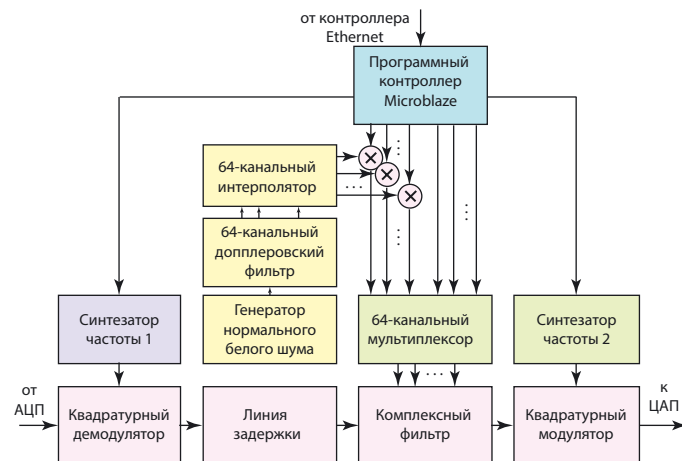 от контроллера
Ethernet
Программный
контроллер
Microblaze
64-канальный
интерполятор
64-канальный
допплеровский
фильтр
Генератор
нормального
белого шума
Синтезатор
частоты 1
64-канальный
мультиплексор
Синтезатор
частоты 2
от
АЦП
Квадратурный
демодулятор
Линия
задержки
Комплексный
фильтр
Квадратурный
модулятор
к
ЦАП